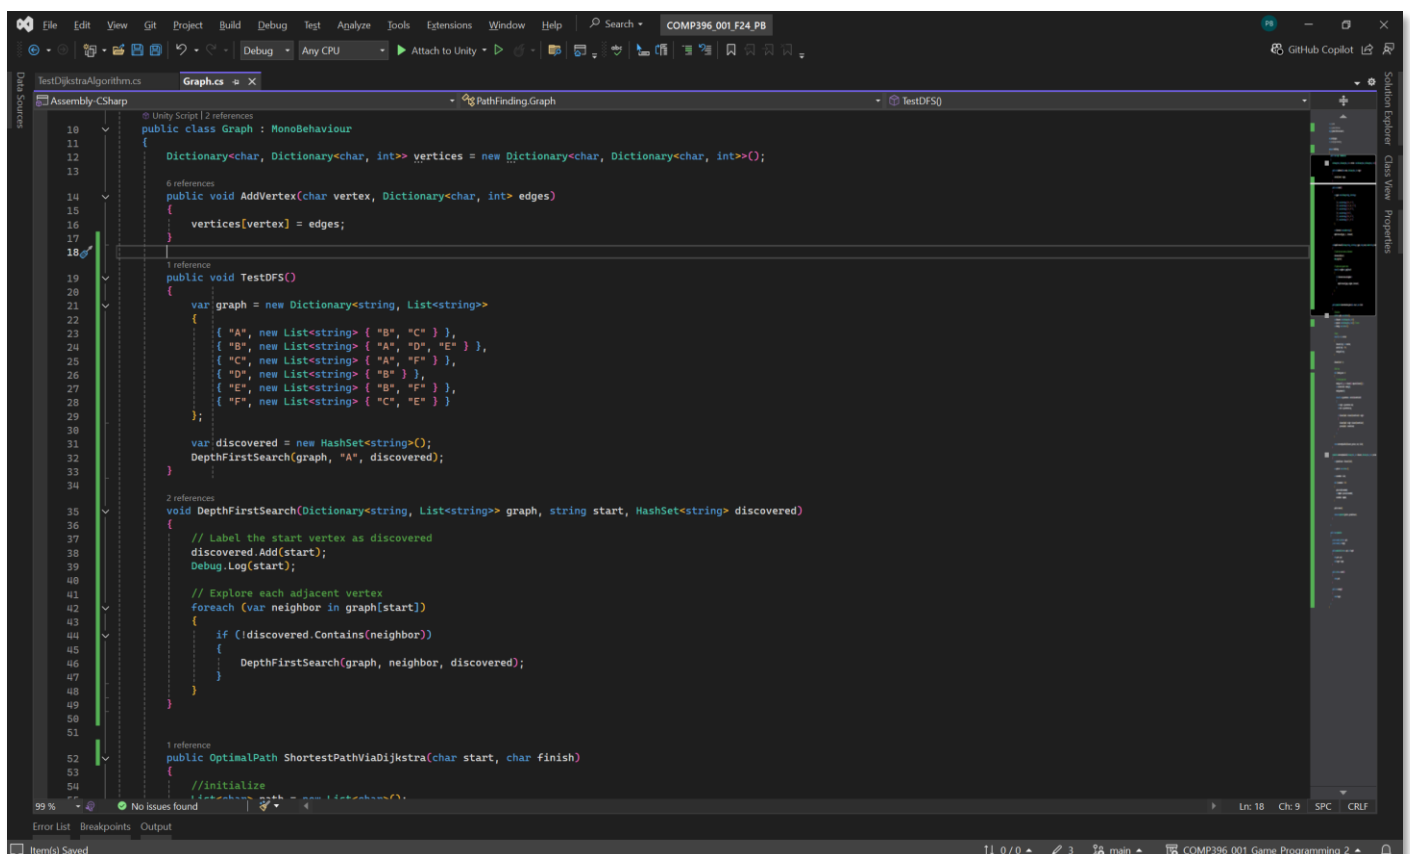 File Edit View Git Project Build Debug Test Analyze Tools Extensions Window Help Search COMP396_001_F24_PB PB
Debug Any CPU Attach to Unity GitHub Copilot
Data Sources
TestDijkstraAlgorithm.cs Graph.cs
Assembly-CSharp PathFinding.Graph TestDFS()
Unity Script | 2 references
10 public class Graph : MonoBehaviour
11 {
12 Dictionary<char, Dictionary<char, int>> vertices = new Dictionary<char, Dictionary<char, int>>();
13
6 references
14 public void AddVertex(char vertex, Dictionary<char, int> edges)
15 {
16 vertices[vertex] = edges;
17 }
18
1 reference
19 public void TestDFS()
20 {
21 var graph = new Dictionary<string, List<string>>
22 {
23 { "A", new List<string> { "B", "C" } },
24 { "B", new List<string> { "A", "D", "E" } },
25 { "C", new List<string> { "A", "F" } },
26 { "D", new List<string> { "B" } },
27 { "E", new List<string> { "B", "F" } },
28 { "F", new List<string> { "C", "E" } }
29 };
30
31 var discovered = new HashSet<string>();
32 DepthFirstSearch(graph, "A", discovered);
33 }
34
2 references
35 void DepthFirstSearch(Dictionary<string, List<string>> graph, string start, HashSet<string> discovered)
36 {
37 // Label the start vertex as discovered
38 discovered.Add(start);
39 Debug.Log(start);
40
41 // Explore each adjacent vertex
42 foreach (var neighbor in graph[start])
43 {
44 if (!discovered.Contains(neighbor))
45 {
46 DepthFirstSearch(graph, neighbor, discovered);
47 }
48 }
49 }
50
51
1 reference
52 public OptimalPath ShortestPathViaDijkstra(char start, char finish)
53 {
54 //initialize
List<char> path = new List<char>();
99 % No issues found Ln: 18 Ch: 9 SPC CRLF
Error List Breakpoints Output
Item(s) Saved 0 / 0 3 main COMP396_001 Game Programming 2
Solution Explorer
Class View
Properties